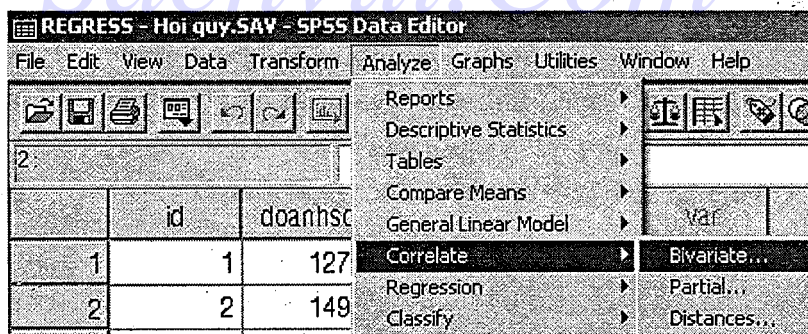 REGRESS - Hoi quy.SAV - SPSS Data Editor
File Edit View Data Transform Analyze Graphs Utilities Window Help
2:
Reports
Descriptive Statistics
Tables
Compare Means
General Linear Model
Correlate
Regression
Classify
Bivariate...
Partial...
Distances...
id doanhso var
1 1 127
2 2 149